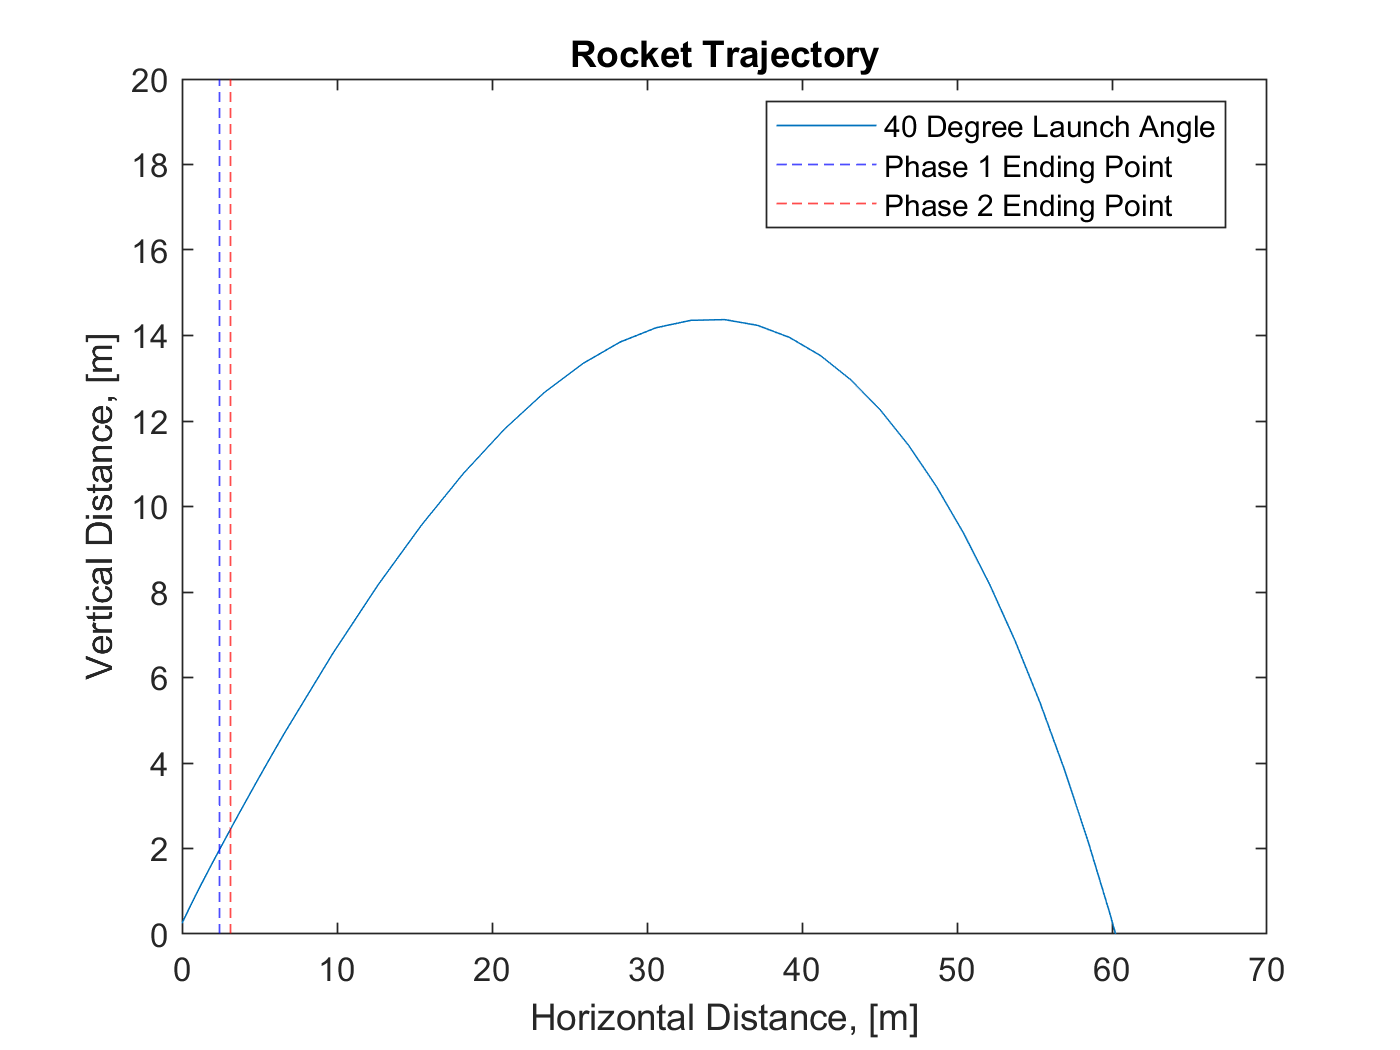 Rocket Trajectory
20
18
16
14
12
10
8
6
4
2
0
Vertical Distance, [m]
40 Degree Launch Angle
Phase 1 Ending Point
Phase 2 Ending Point
0 10 20 30 40 50 60 70
Horizontal Distance, [m]